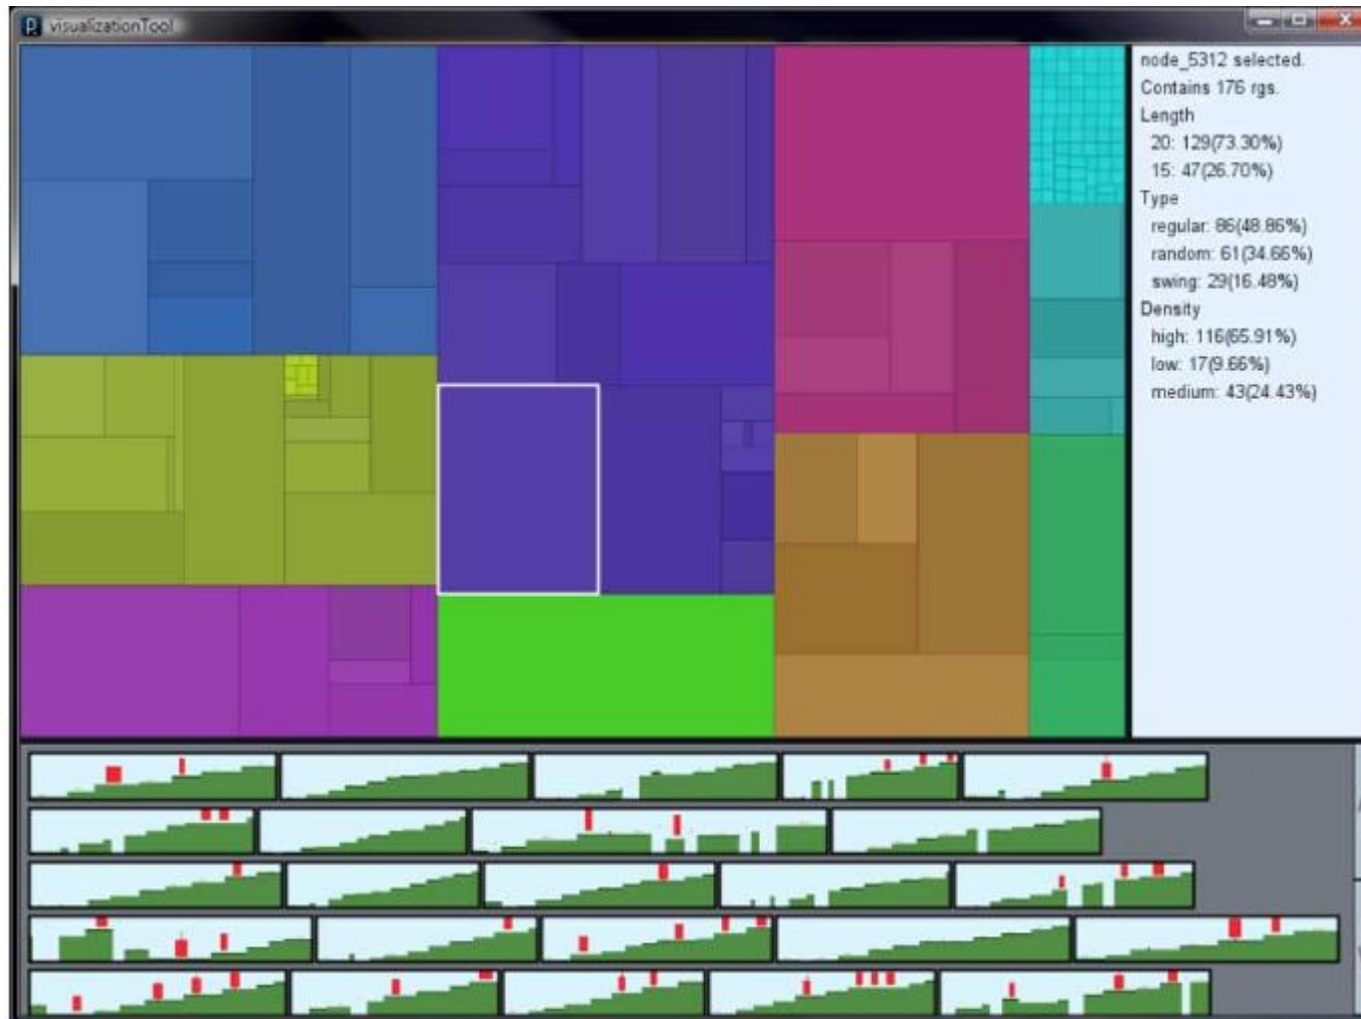 visualizationTool
node_5312 selected.
Contains 176 rgs.
Length
20: 129(73.30%)
15: 47(26.70%)
Type
regular: 86(48.86%)
random: 61(34.66%)
swing: 29(16.48%)
Density
high: 116(65.91%)
low: 17(9.66%)
medium: 43(24.43%)